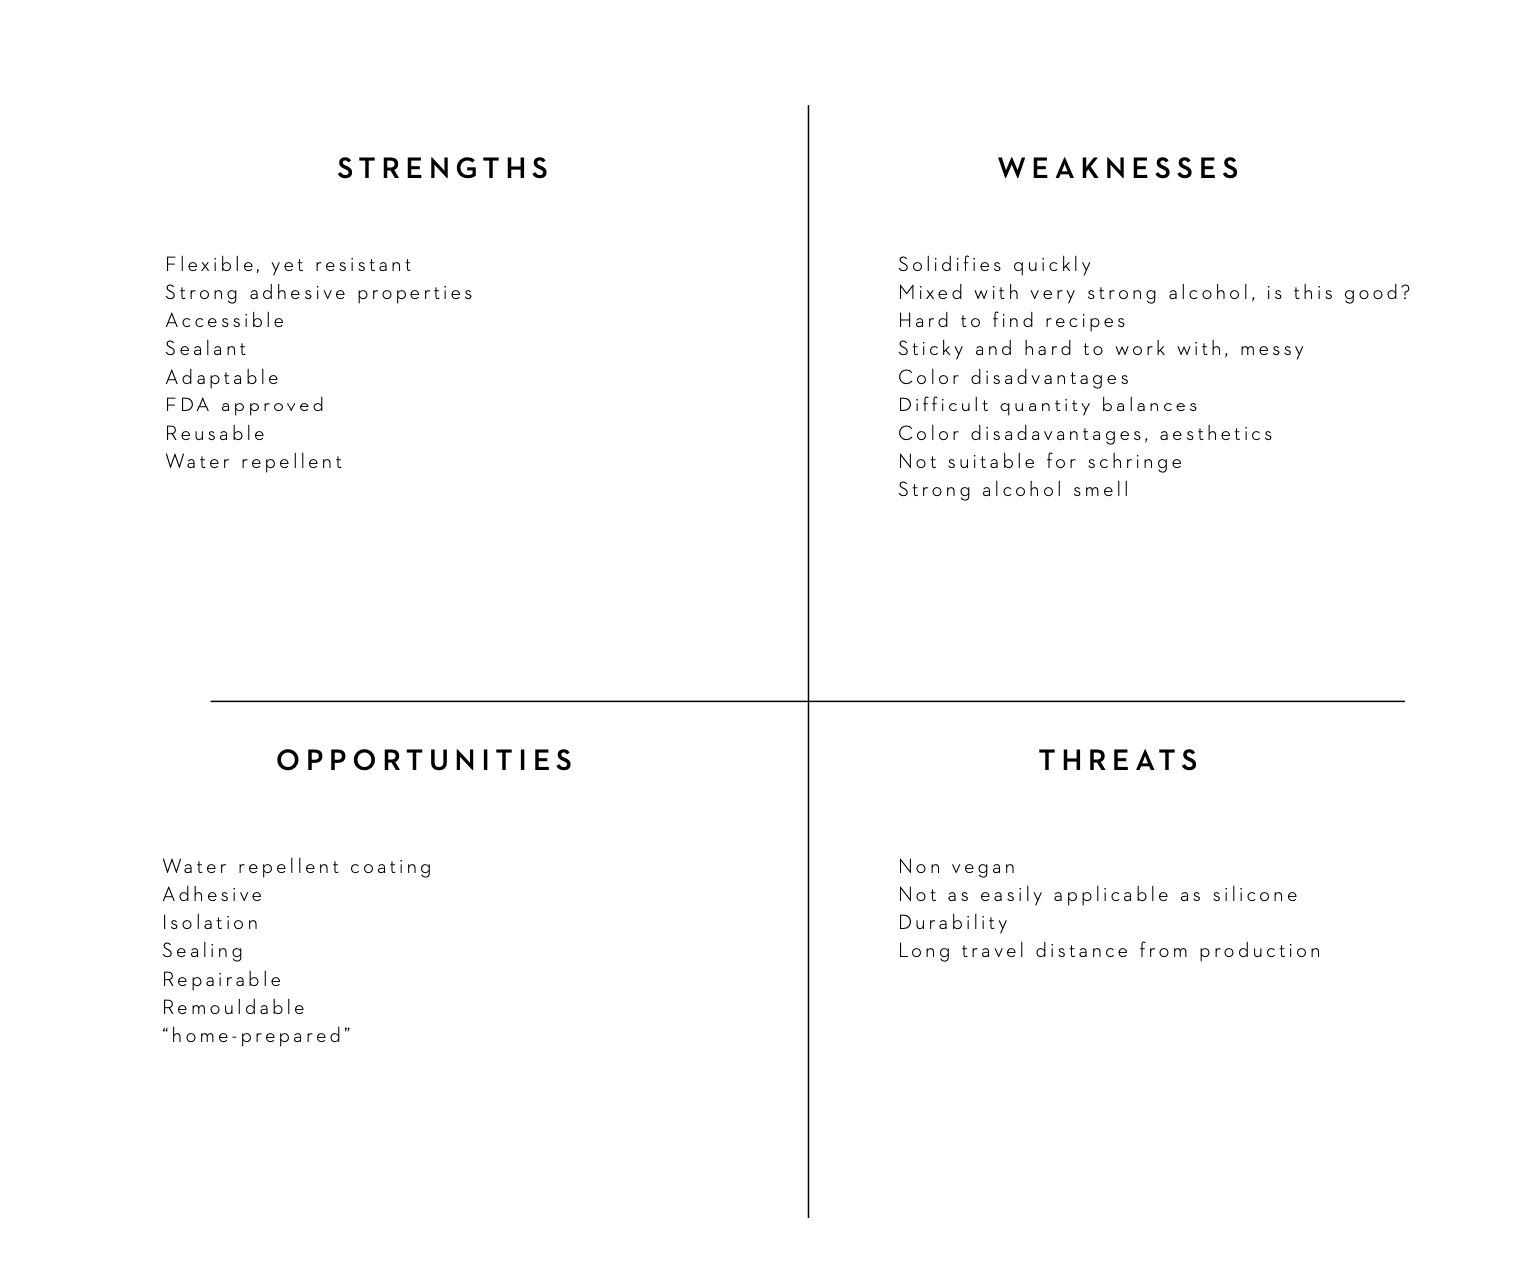 STRENGTHS
Flexible, yet resistant
Strong adhesive properties
Accessible
Sealant
Adaptable
FDA approved
Reusable
Water repellent
WEAKNESSES
Solidifies quickly
Mixed with very strong alcohol, is this good?
Hard to find recipes
Sticky and hard to work with, messy
Color disadvantages
Difficult quantity balances
Color disadavantages, aesthetics
Not suitable for schringe
Strong alcohol smell
OPPORTUNITIES
Water repellent coating
Adhesive
Isolation
Sealing
Repairable
Remouldable
“home-prepared”
THREATS
Non vegan
Not as easily applicable as silicone
Durability
Long travel distance from production